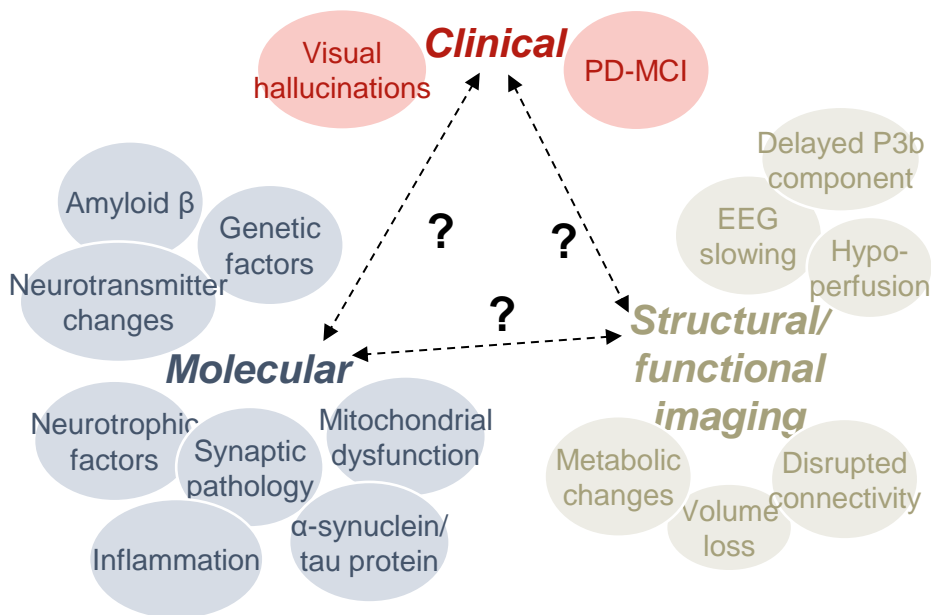 Clinical
Visual
hallucinations
PD-MCI
Amyloid β
Genetic
factors
Neurotransmitter
changes
Molecular
Neurotrophic
factors
Synaptic
pathology
Mitochondrial
dysfunction
Inflammation
α-synuclein/
tau protein
?
?
?
Delayed P3b
component
EEG
slowing
Hypo-
perfusion
Structural/
functional
imaging
Metabolic
changes
Volume
loss
Disrupted
connectivity